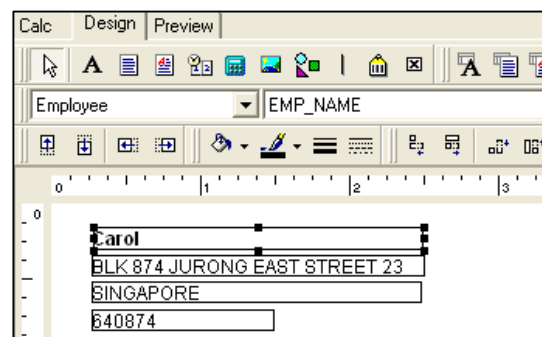 Calc Design Preview
Employee EMP_NAME
0 1 2 3
0
Carol
BLK 874 JURONG EAST STREET 23
SINGAPORE
640874